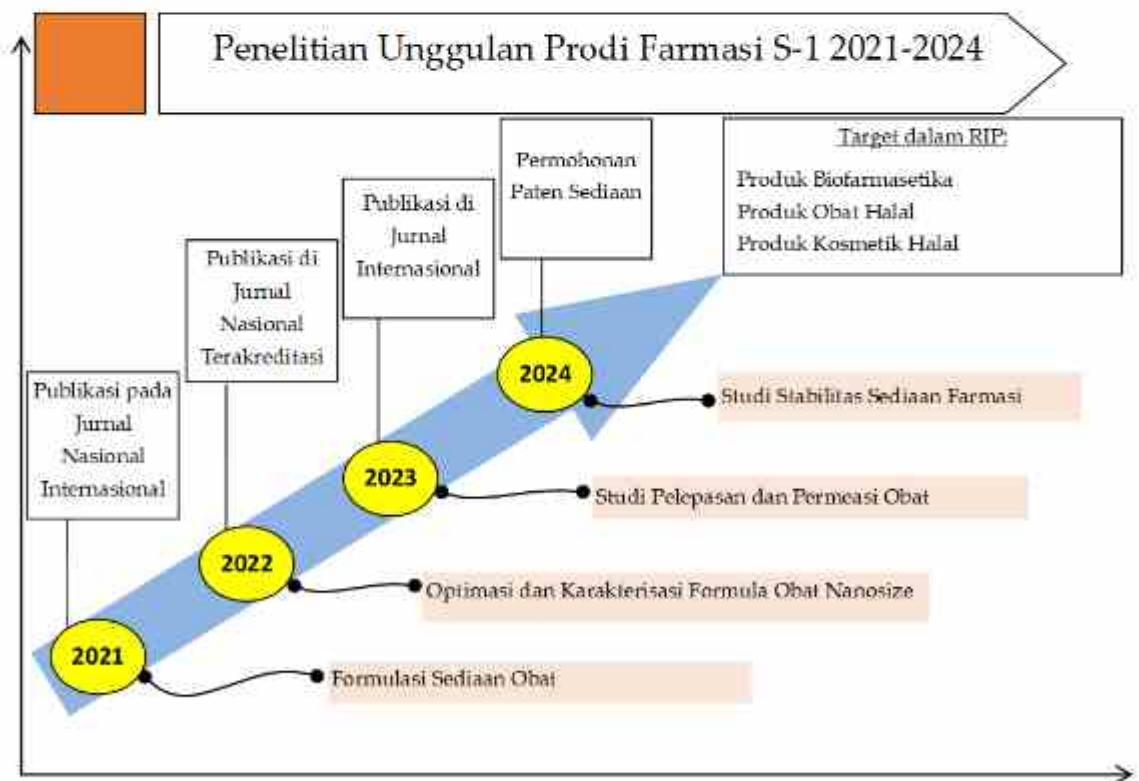 Penelitian Unggulan Prodi Farmasi S-1 2021-2024
Target dalam RIP:
Produk Biofarmasetika
Produk Obat Halal
Produk Kosmetik Halal
Permohonan
Paten Sediaan
Publikasi di
Jurnal
Internasional
Publikasi di
Jurnal
Nasional
Terakreditasi
Publikasi pada
Jurnal
Nasional
Internasional
2024
Studi Stabilitas Sediaan Farmasi
2023
Studi Pelepasan dan Permeasi Obat
2022
Optimasi dan Karakterisasi Formula Obat Nanosize
2021
Formulasi Sediaan Obat